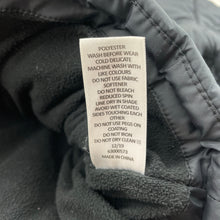 POLYESTER
WASH BEFORE WEAR
COLD DELICATE
MACHINE WASH WITH
LIKE COLOURS
DO NOT USE FABRIC
SOFTENER
DO NOT BLEACH
REDUCED SPIN
LINE DRY IN SHADE
AVOID WET COATED
SIDES TOUCHING EACH
OTHER
DO NOT USE PEGS ON
COATING
DO NOT IRON
DO NOT DRY CLEAN
12/19
63000573
MADE IN CHINA